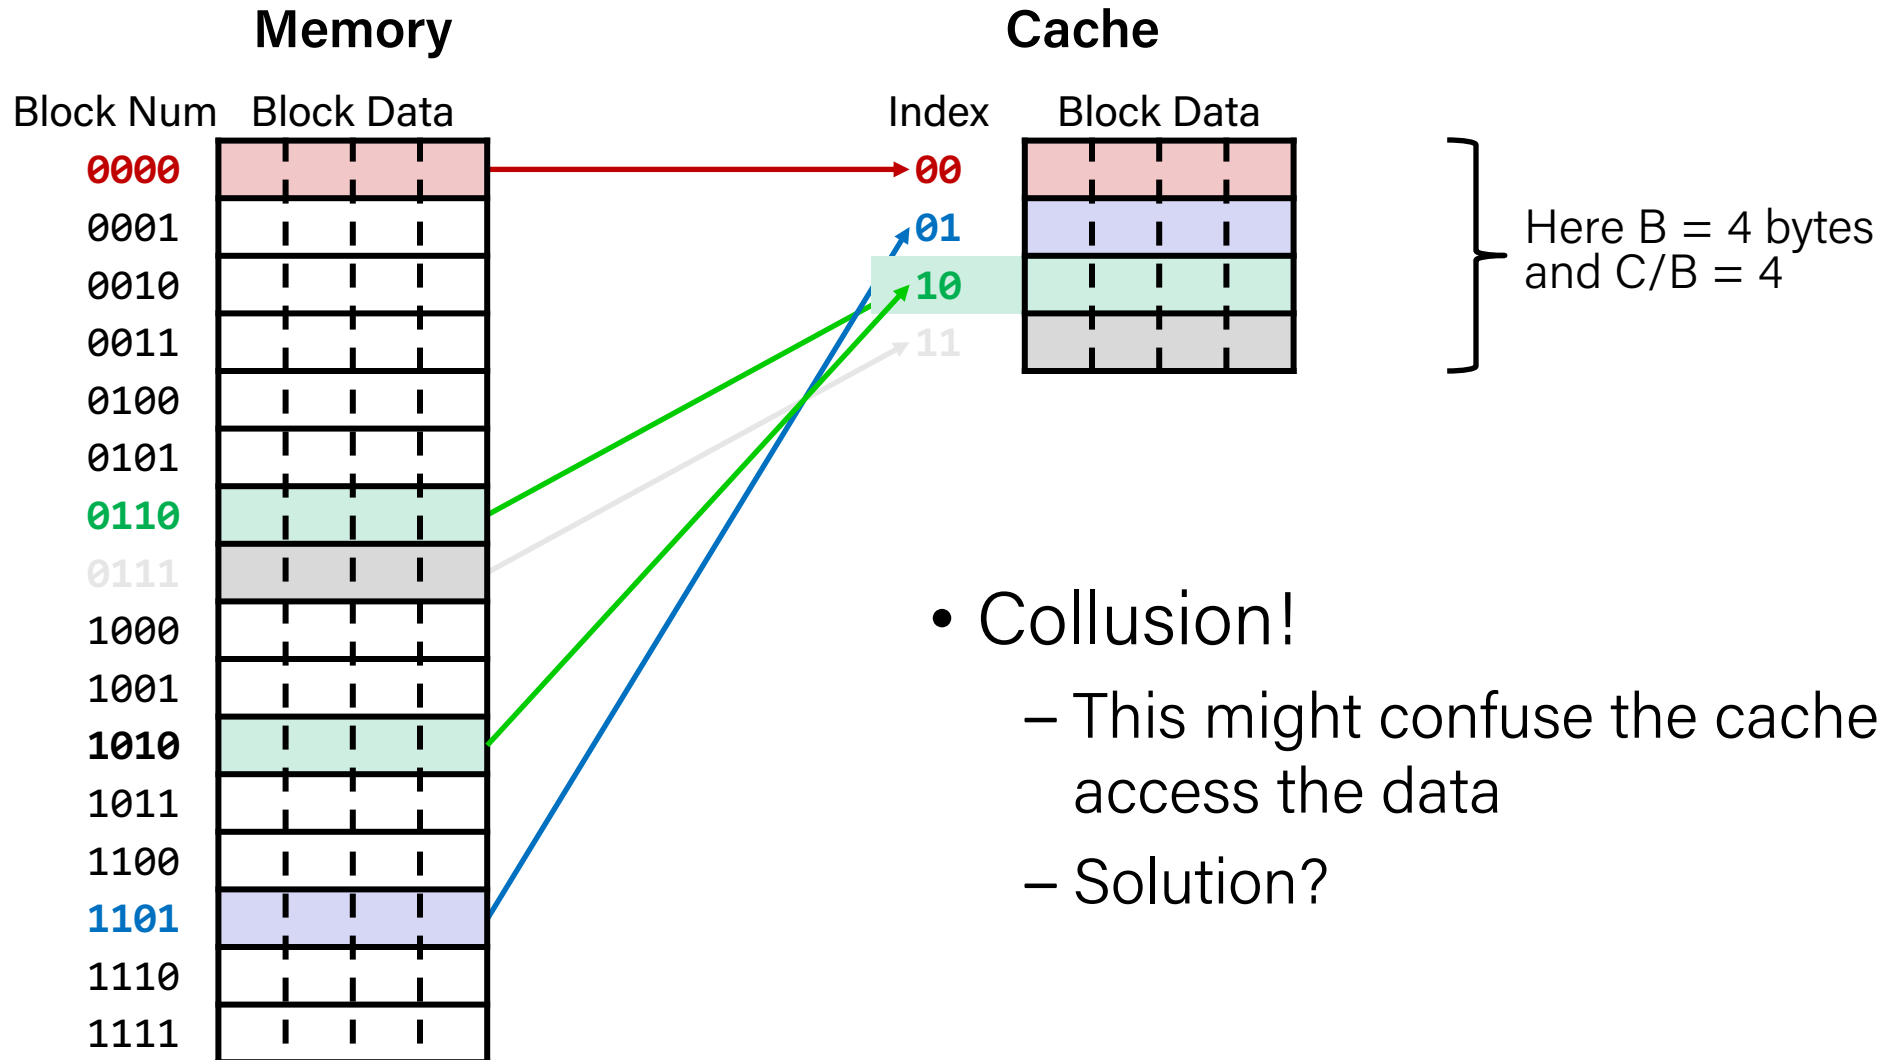 Memory
Cache
Block Num Block Data
Index Block Data
0000
0001
0010
0011
0100
0101
0110
0111
1000
1001
1010
1011
1100
1101
1110
1111
00
01
10
11
Here B = 4 bytes
and C/B = 4
• Collusion!
– This might confuse the cache
access the data
– Solution?